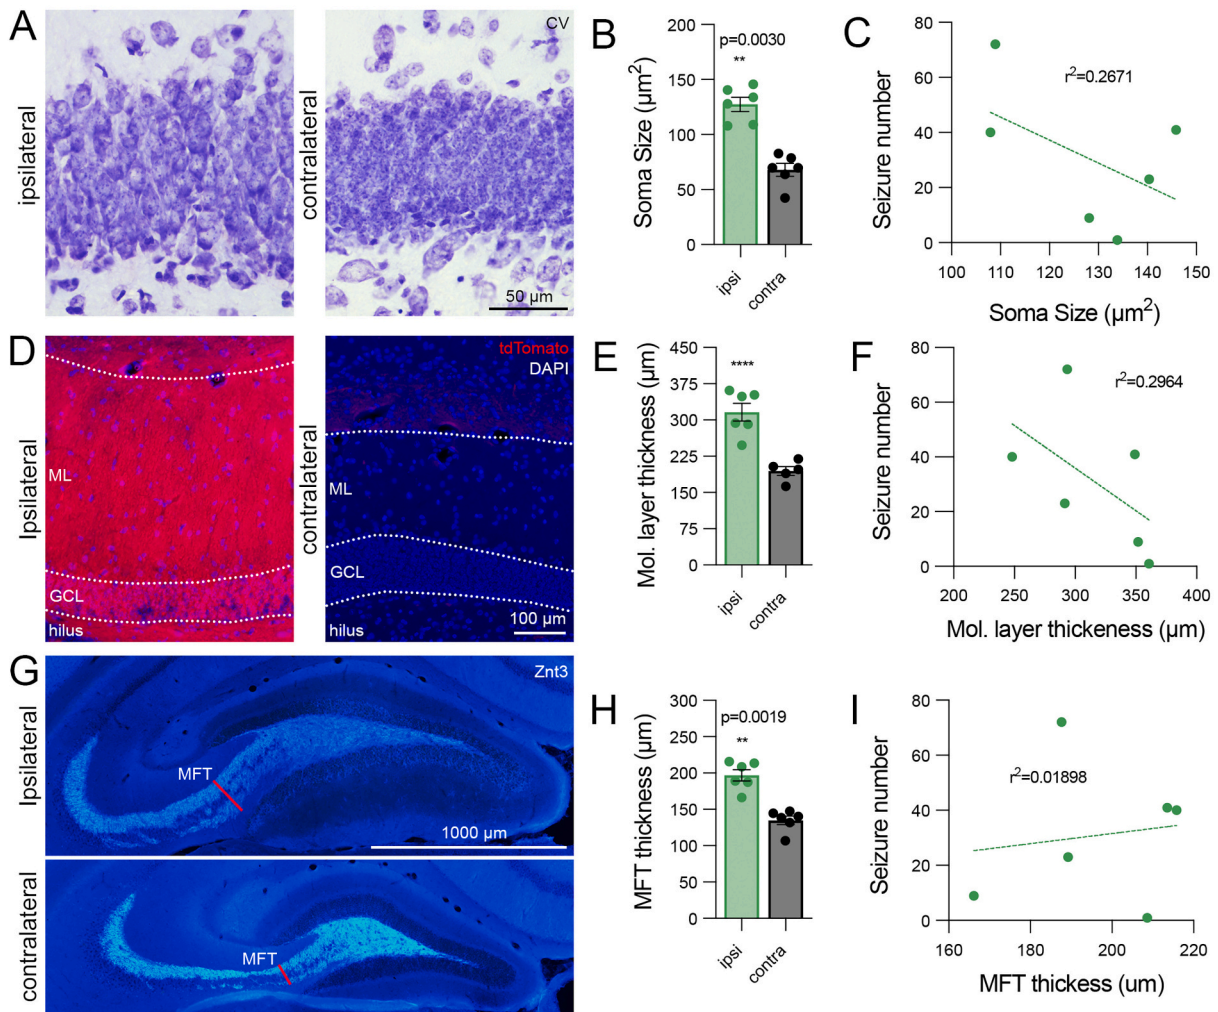 A
ipsilateral
contralateral
CV
50 µm
B
Soma Size (µm²)
200
150
100
50
0
p=0.0030
**
ipsi
contra
C
Seizure number
80
60
40
20
0
r²=0.2671
100 110 120 130 140 150
Soma Size (µm²)
D
Ipsilateral
ML
GCL
hilus
contralateral
tdTomato
DAPI
ML
GCL
hilus
100 µm
E
Mol. layer thickness (µm)
450
375
300
225
150
75
0
****
ipsi
contra
F
Seizure number
80
60
40
20
0
r²=0.2964
200 250 300 350 400
Mol. layer thickeness (µm)
G
Ipsilateral
Znt3
MFT
1000 µm
contralateral
MFT
H
MFT thickness (µm)
300
250
200
150
100
50
0
p=0.0019
**
ipsi
contra
I
Seizure number
80
60
40
20
0
r²=0.01898
160 180 200 220
MFT thickess (um)